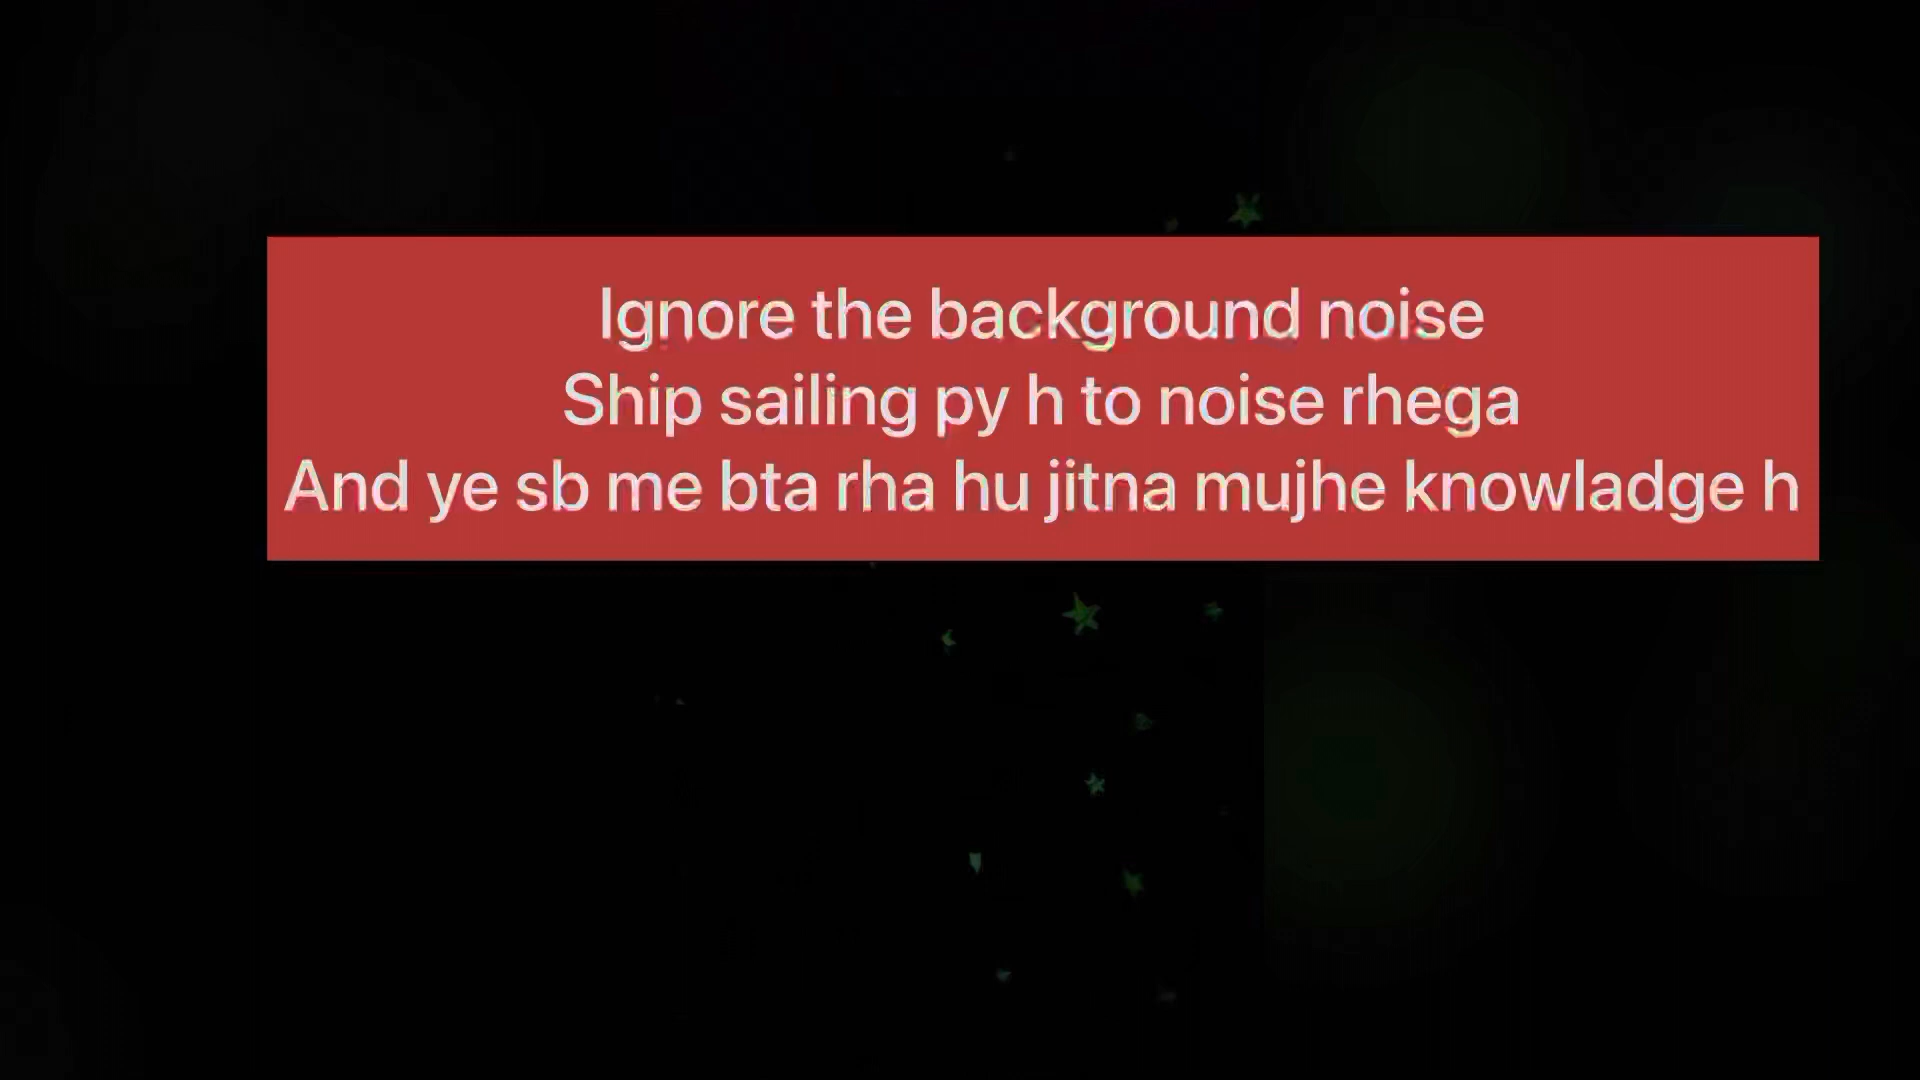 Ignore the background noise
Ship sailing py h to noise rhega
And ye sb me bta rha hu jitna mujhe knowladge h